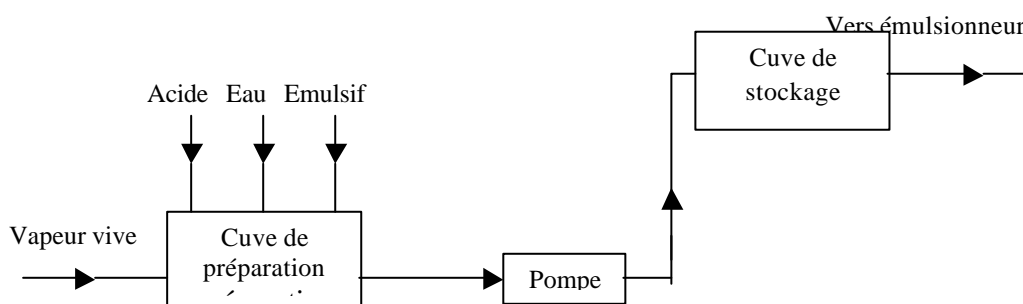 Vers émulsionneur
Cuve de
stockage
Acide Eau Emulsif
Vapeur vive
Cuve de
préparation
Pompe